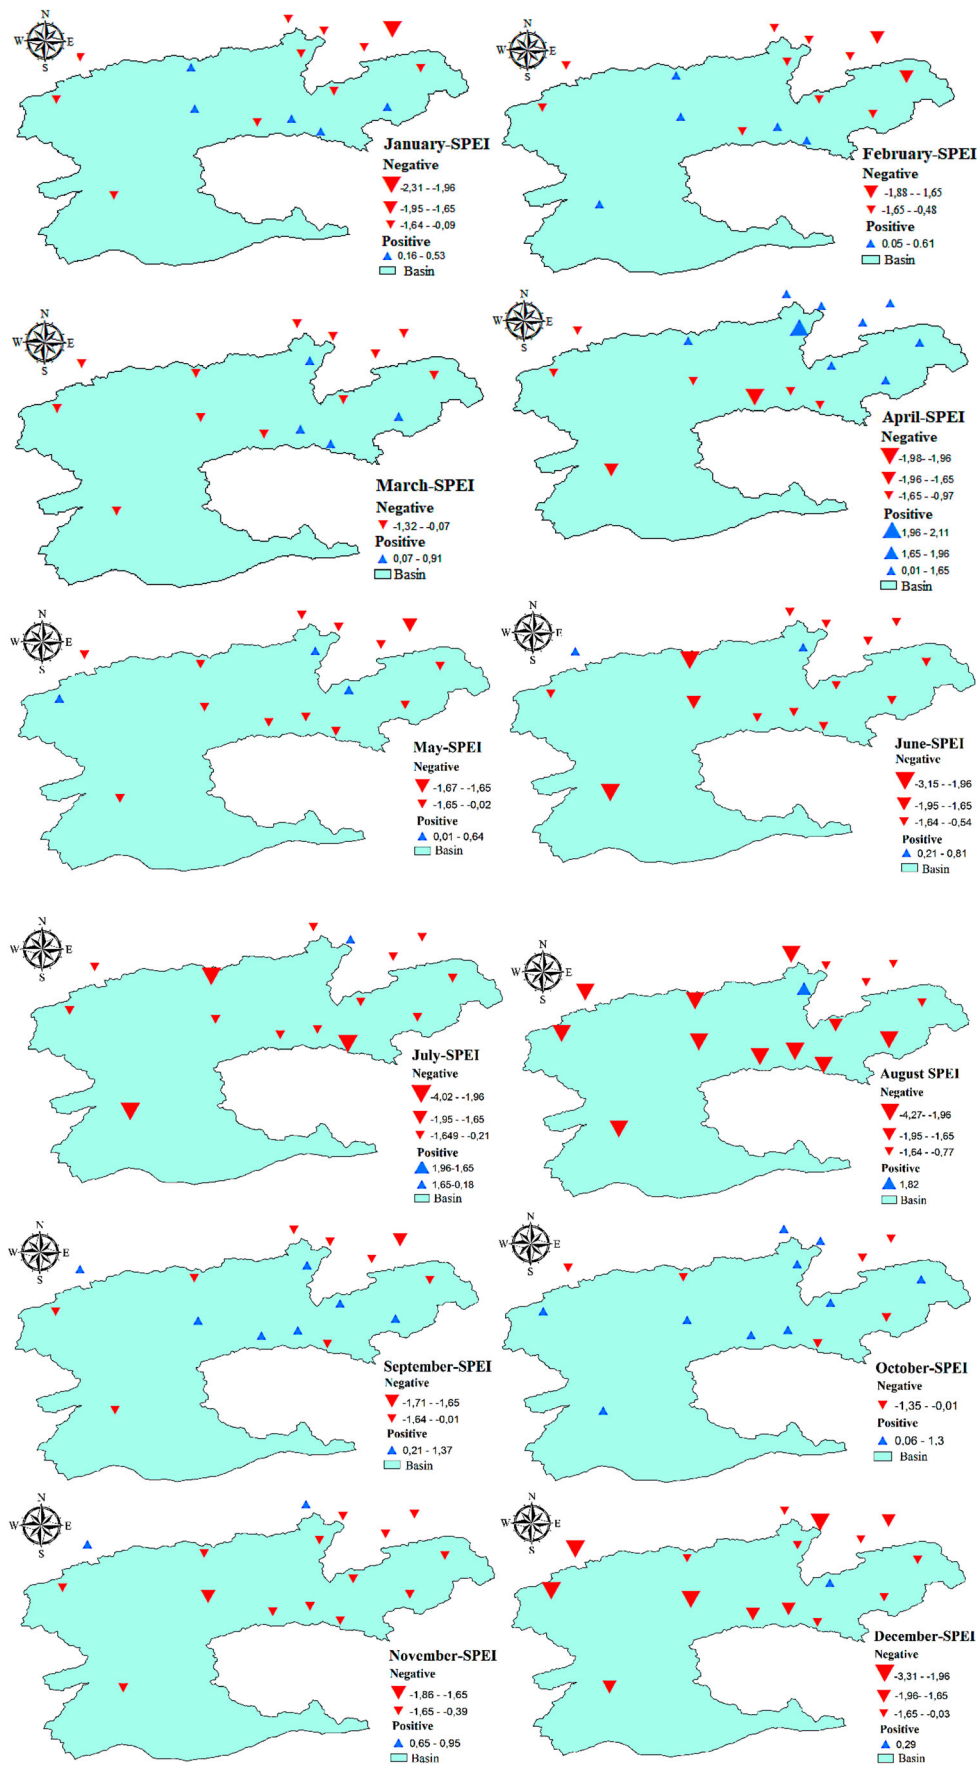 N
W E
S
January-SPEI
Negative
-2,31 - -1,96
-1,95 - -1,65
-1,64 - -0,09
Positive
0,16 - 0,53
Basin
N
W E
S
February-SPEI
Negative
-1,88 - -1,65
-1,65 - -0,48
Positive
0.05 - 0.61
Basin
N
W E
S
March-SPEI
Negative
-1,32 - -0,07
Positive
0,07 - 0,91
Basin
N
W E
S
April-SPEI
Negative
-1,98- -1,96
-1,96 - -1,65
-1,65 - -0,97
Positive
1,96 - 2,11
1,65 - 1,96
0,01 - 1,65
Basin
N
W E
S
May-SPEI
Negative
-1,67 - -1,65
-1,65 - -0,02
Positive
0,01 - 0,64
Basin
N
W E
S
June-SPEI
Negative
-3,15 - -1,96
-1,95 - -1,65
-1,64 - -0,54
Positive
0,21 - 0,81
Basin
N
W E
S
July-SPEI
Negative
-4,02 - -1,96
-1,95 - -1,65
-1,649 - -0,21
Positive
1,96-1,65
1,65-0,18
Basin
N
W E
S
August SPEI
Negative
-4,27- -1,96
-1,95 - -1,65
-1,64 - -0,77
Positive
1,82
Basin
N
W E
S
September-SPEI
Negative
-1,71 - -1,65
-1,64 - -0,01
Positive
0,21 - 1,37
Basin
N
W E
S
October-SPEI
Negative
-1,35 - -0,01
Positive
0,06 - 1,3
Basin
N
W E
S
November-SPEI
Negative
-1,86 - -1,65
-1,65 - -0,39
Positive
0,65 - 0,95
Basin
N
W E
S
December-SPEI
Negative
-3,31 - -1,96
-1,96- -1,65
-1,65 - -0,03
Positive
0,29
Basin